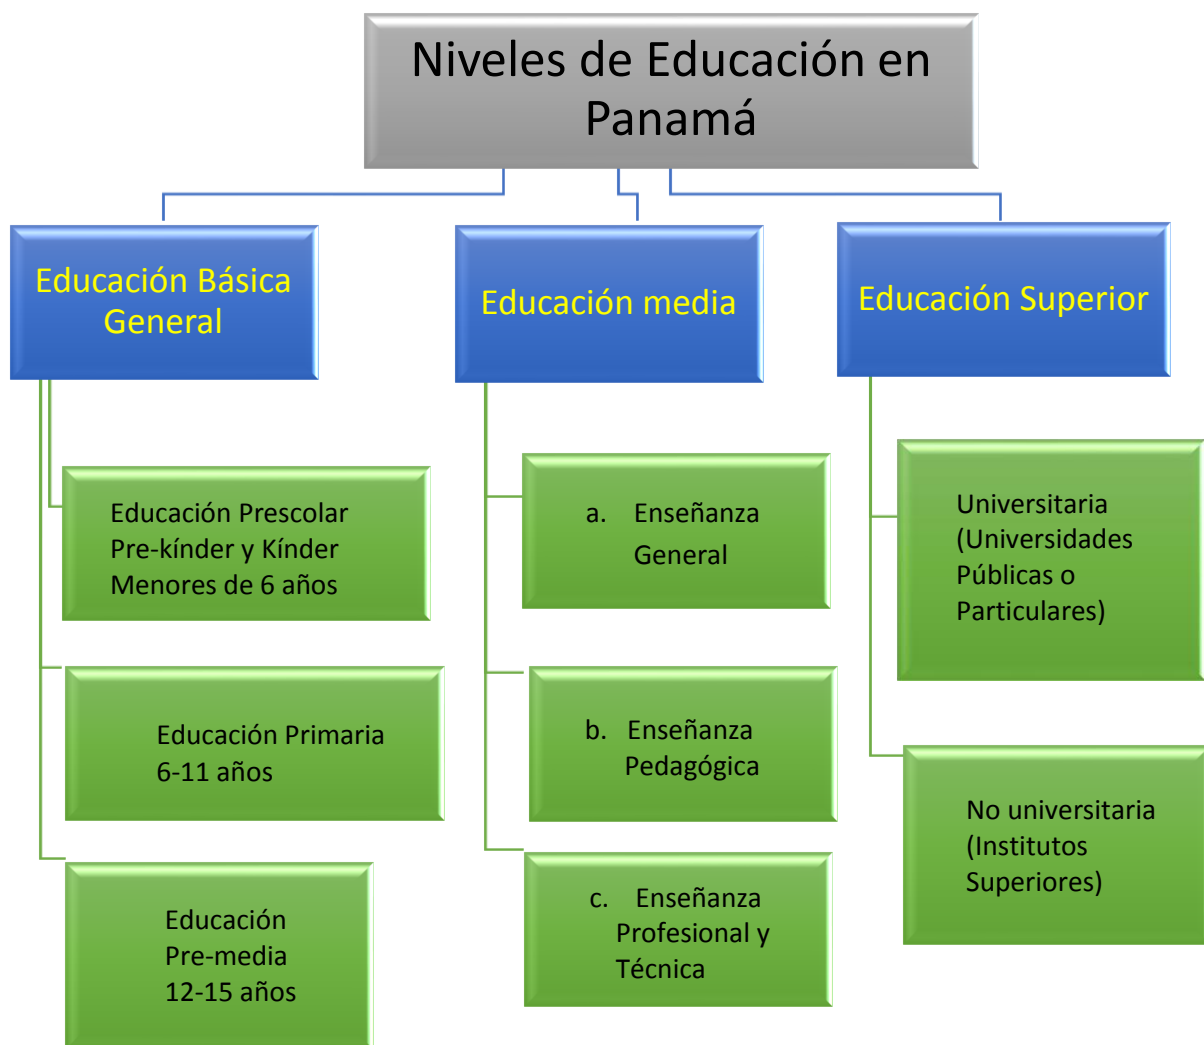 Niveles de Educación en
Panamá
Educación Básica
General
Educación Prescolar
Pre-kínder y Kínder
Menores de 6 años
Educación Primaria
6-11 años
Educación
Pre-media
12-15 años
Educación media
a. Enseñanza
General
b. Enseñanza
Pedagógica
c. Enseñanza
Profesional y
Técnica
Educación Superior
Universitaria
(Universidades
Públicas o
Particulares)
No universitaria
(Institutos
Superiores)